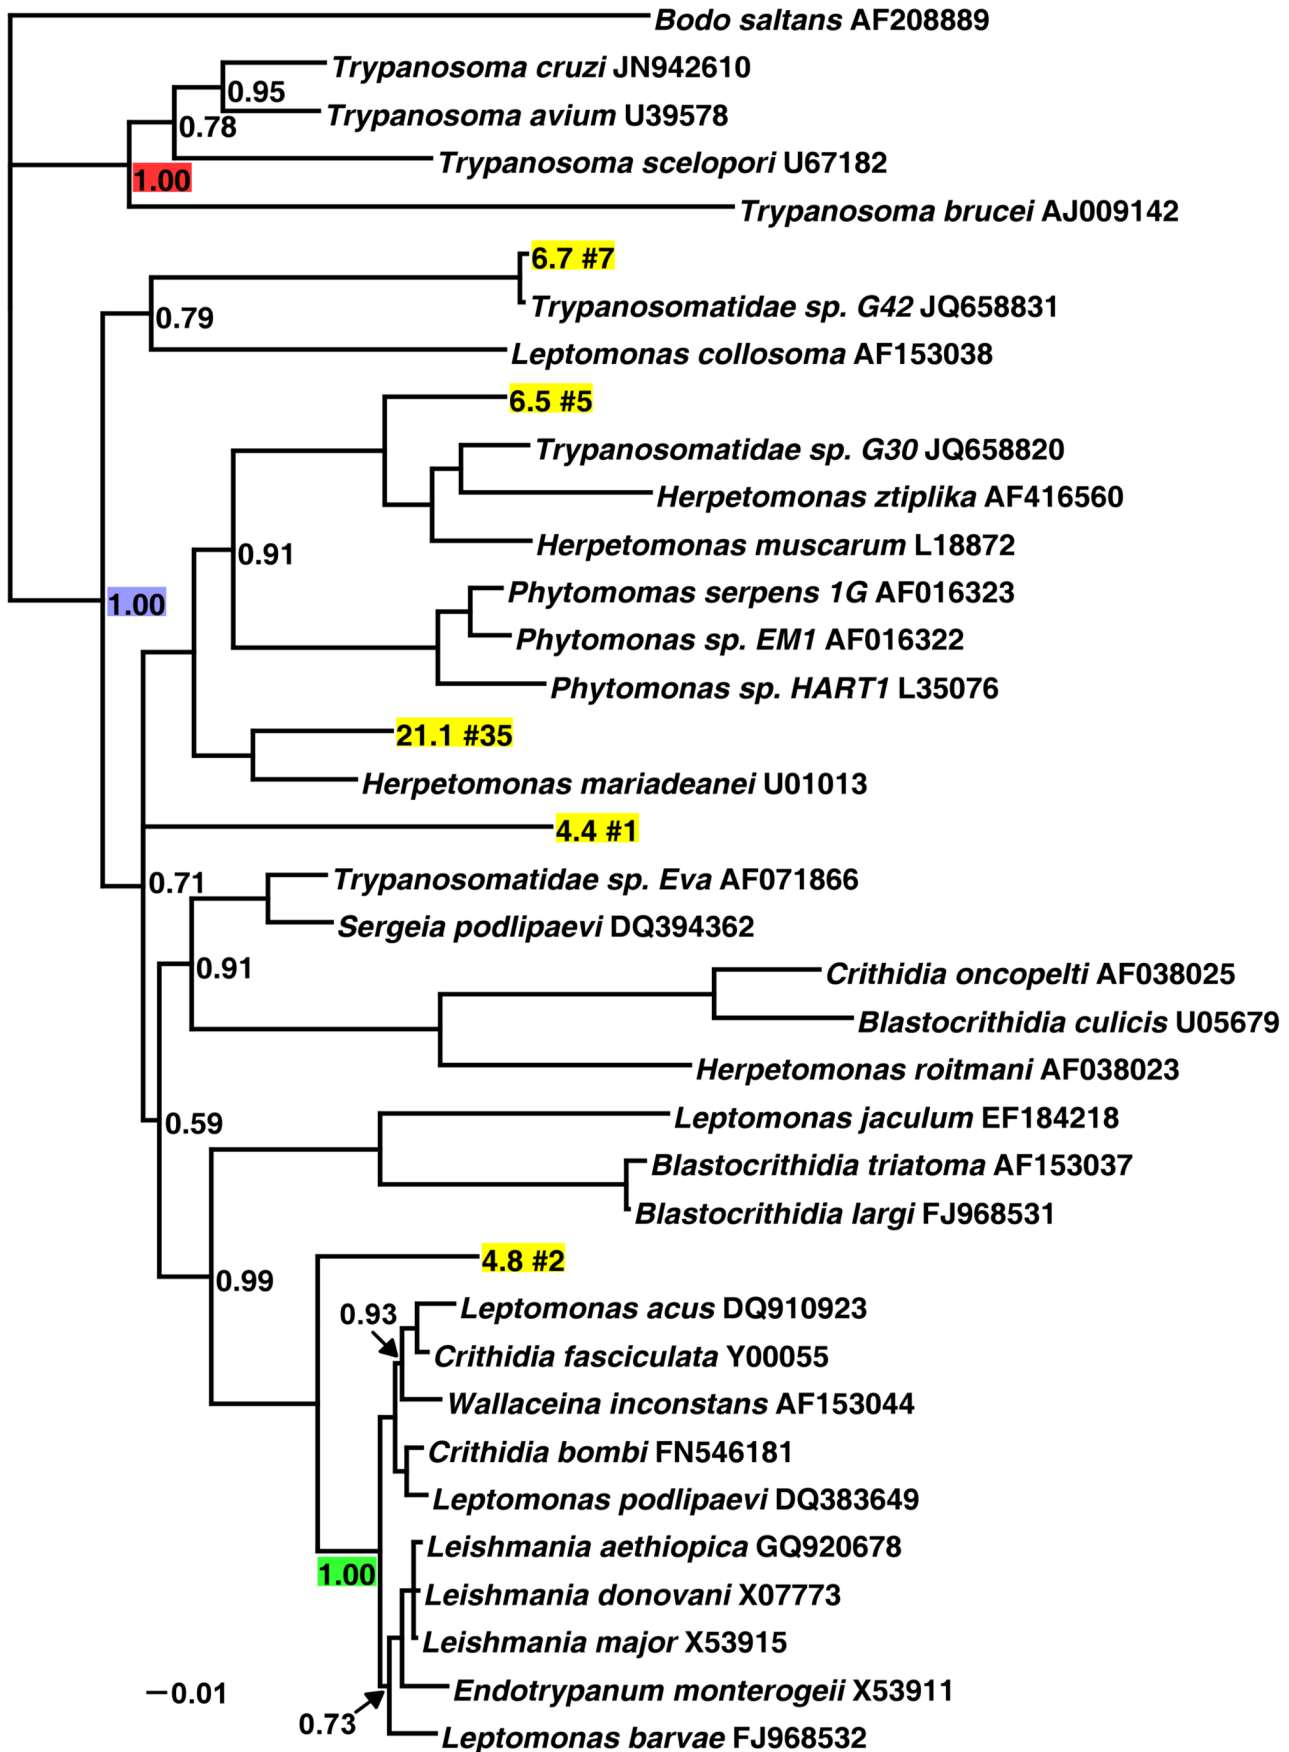 Bodo saltans AF208889
Trypanosoma cruzi JN942610
0.95
Trypanosoma avium U39578
0.78
Trypanosoma scelopori U67182
1.00
Trypanosoma brucei AJ009142
6.7 #7
Trypanosomatidae sp. G42 JQ658831
0.79
Leptomonas collosoma AF153038
6.5 #5
Trypanosomatidae sp. G30 JQ658820
Herpetomonas ztiplika AF416560
Herpetomonas muscarum L18872
0.91
Phytomomas serpens 1G AF016323
1.00
Phytomonas sp. EM1 AF016322
Phytomonas sp. HART1 L35076
21.1 #35
Herpetomonas mariadeanei U01013
4.4 #1
0.71
Trypanosomatidae sp. Eva AF071866
Sergeia podlipaevi DQ394362
0.91
Crithidia oncopelti AF038025
Blastocrithidia culicis U05679
Herpetomonas roitmani AF038023
0.59
Leptomonas jaculum EF184218
Blastocrithidia triatoma AF153037
Blastocrithidia largi FJ968531
4.8 #2
0.99
0.93
Leptomonas acus DQ910923
Crithidia fasciculata Y00055
Wallaceina inconstans AF153044
Crithidia bombi FN546181
Leptomonas podlipaevi DQ383649
Leishmania aethiopica GQ920678
1.00
Leishmania donovani X07773
Leishmania major X53915
0.01
Endotrypanum monterogeii X53911
0.73
Leptomonas barvae FJ968532